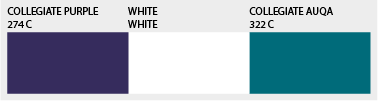 COLLEGIATE PURPLE
274 C
WHITE
WHITE
COLLEGIATE AUQA
322 C